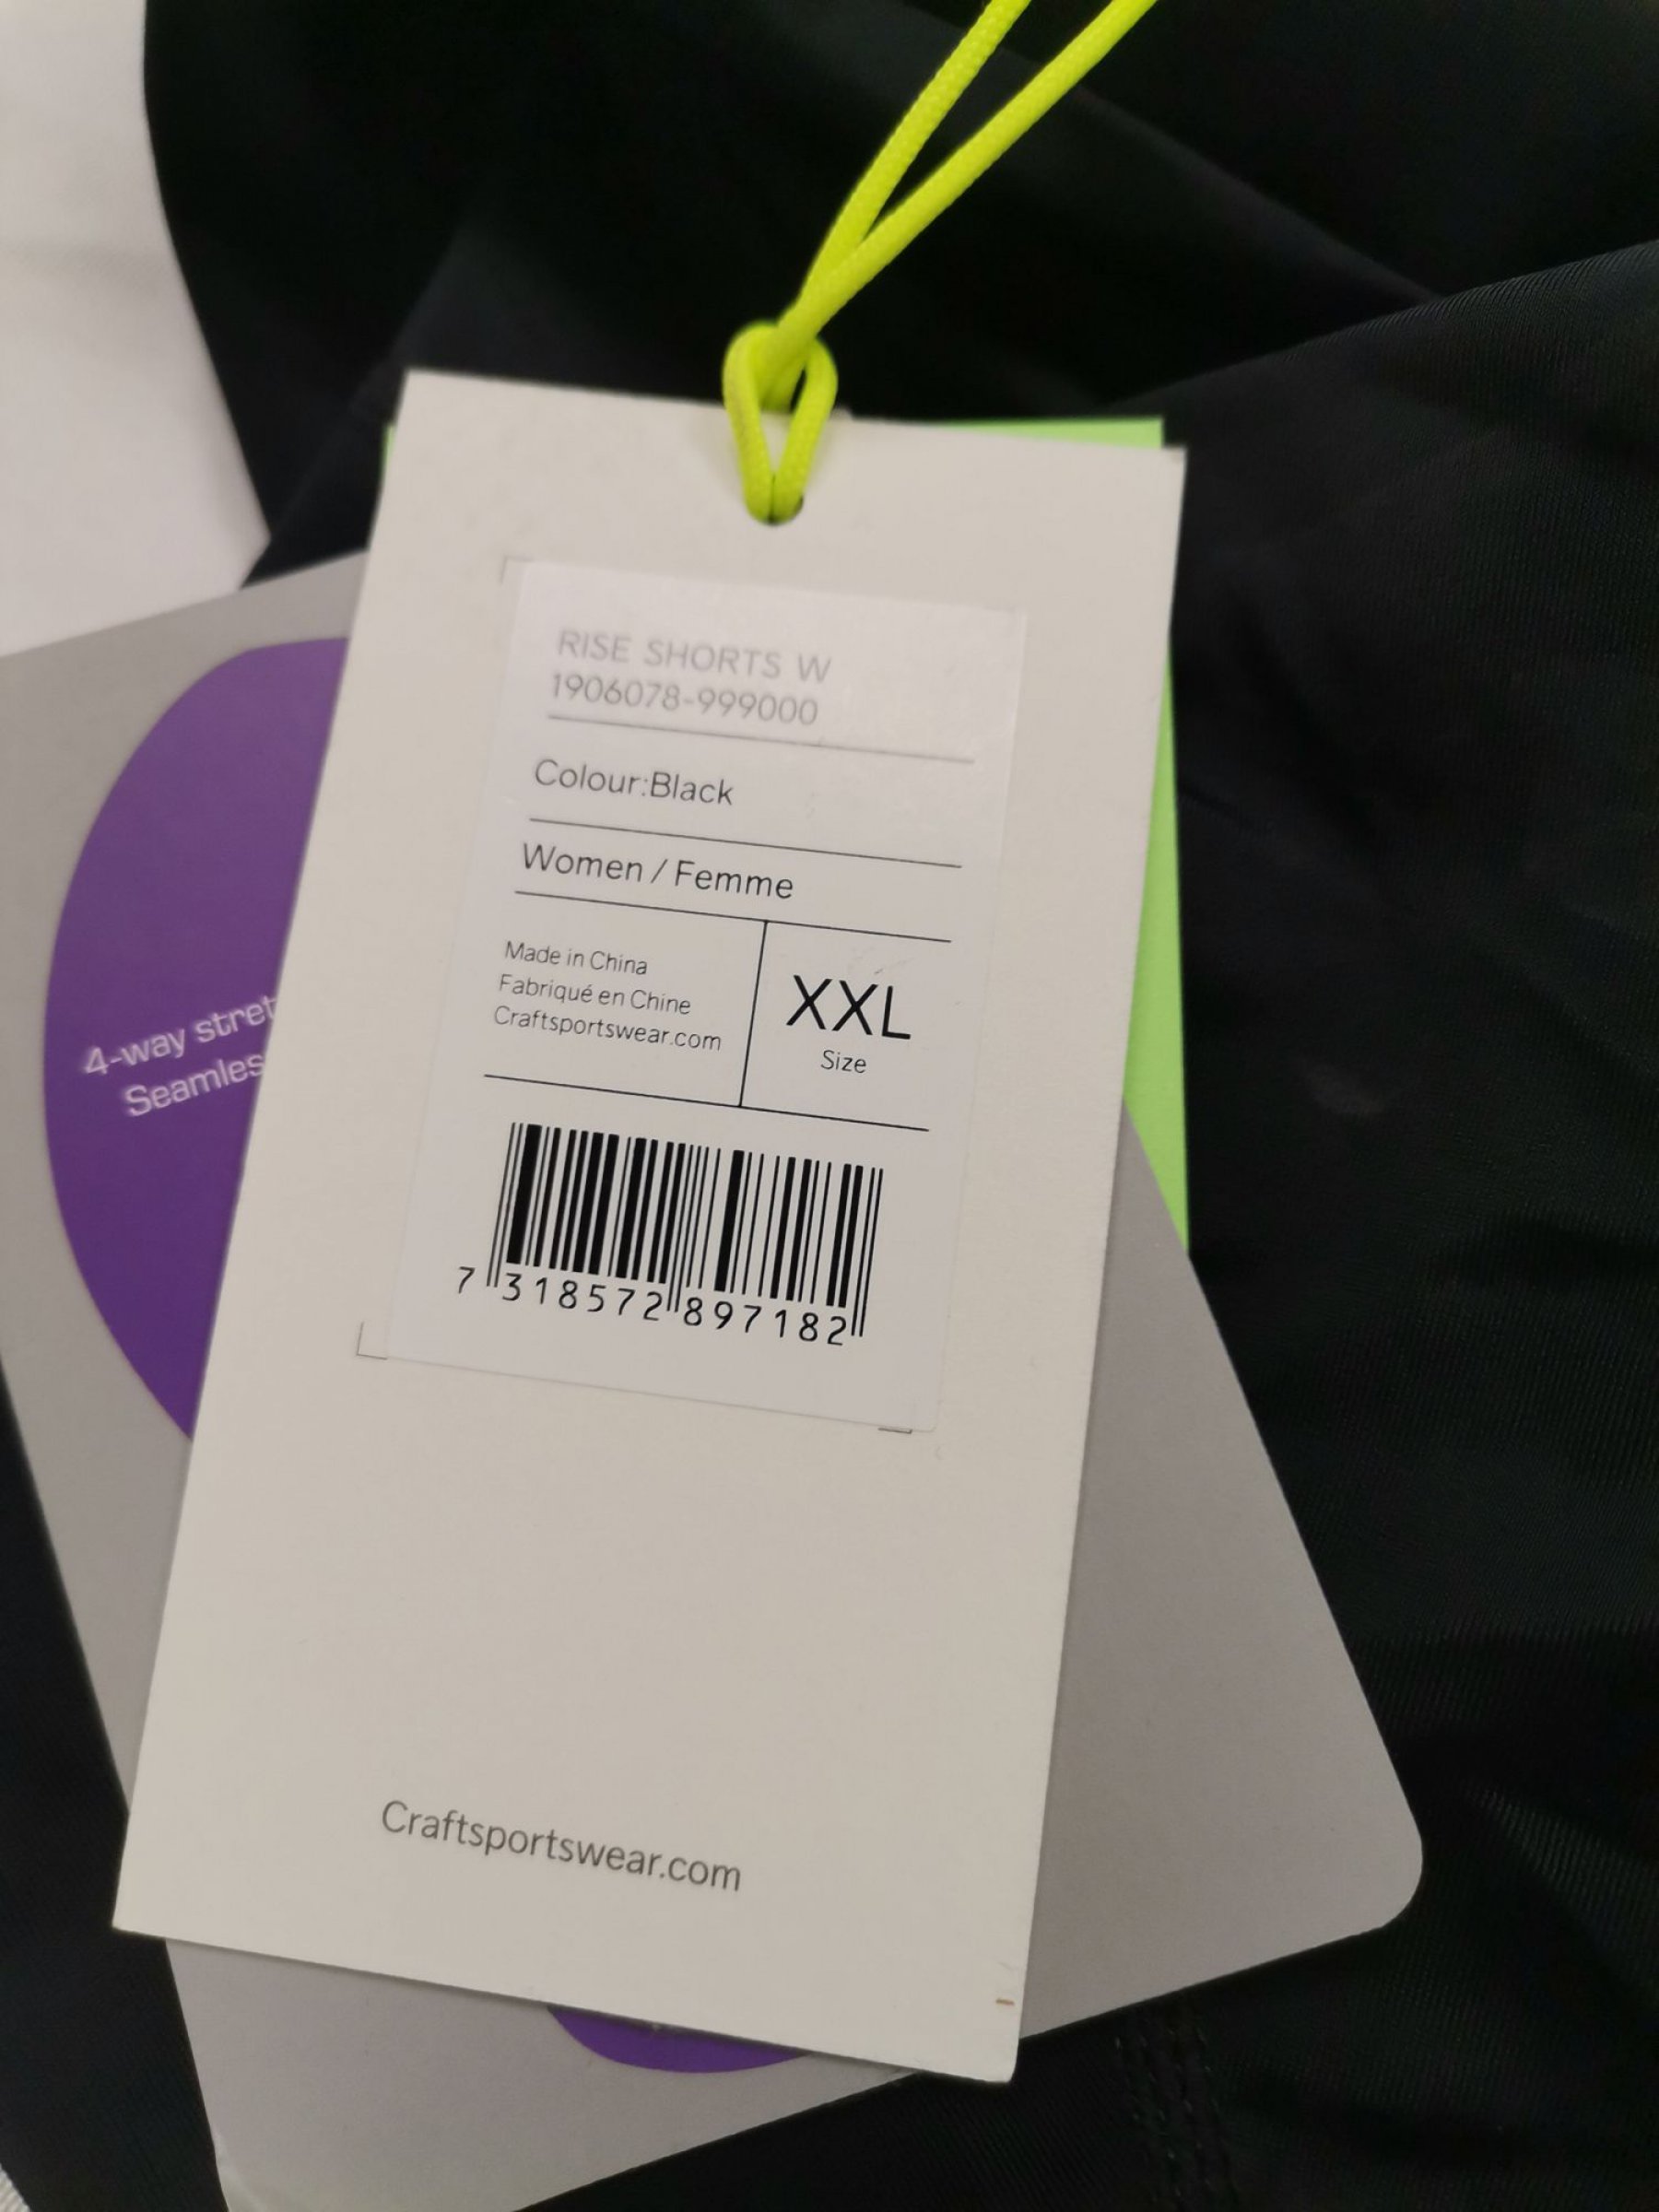 RISE SHORTS W
1906078-999000
Colour:Black
Women / Femme
Made in China
Fabriqué en Chine
Craftsportswear.com
XXL
Size
7 318572 897182
Craftsportswear.com
4-way stret
Seamles